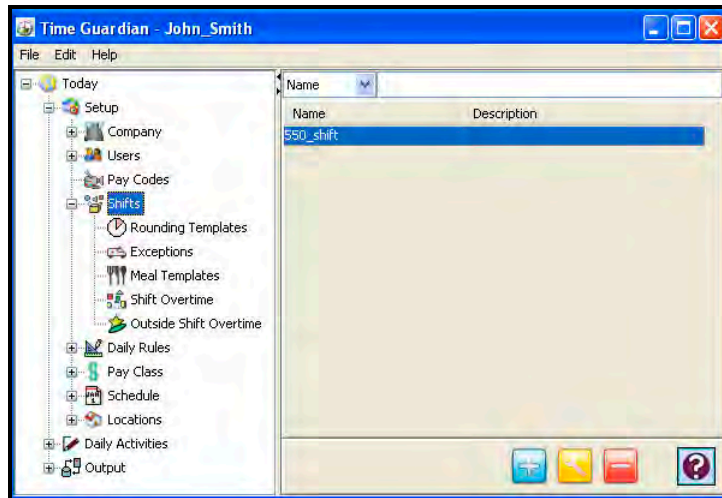 Time Guardian - John_Smith
File Edit Help
Today
Setup
Company
Users
Pay Codes
Shifts
Rounding Templates
Exceptions
Meal Templates
Shift Overtime
Outside Shift Overtime
Daily Rules
Pay Class
Schedule
Locations
Daily Activities
Output
Name
Name Description
550_shift